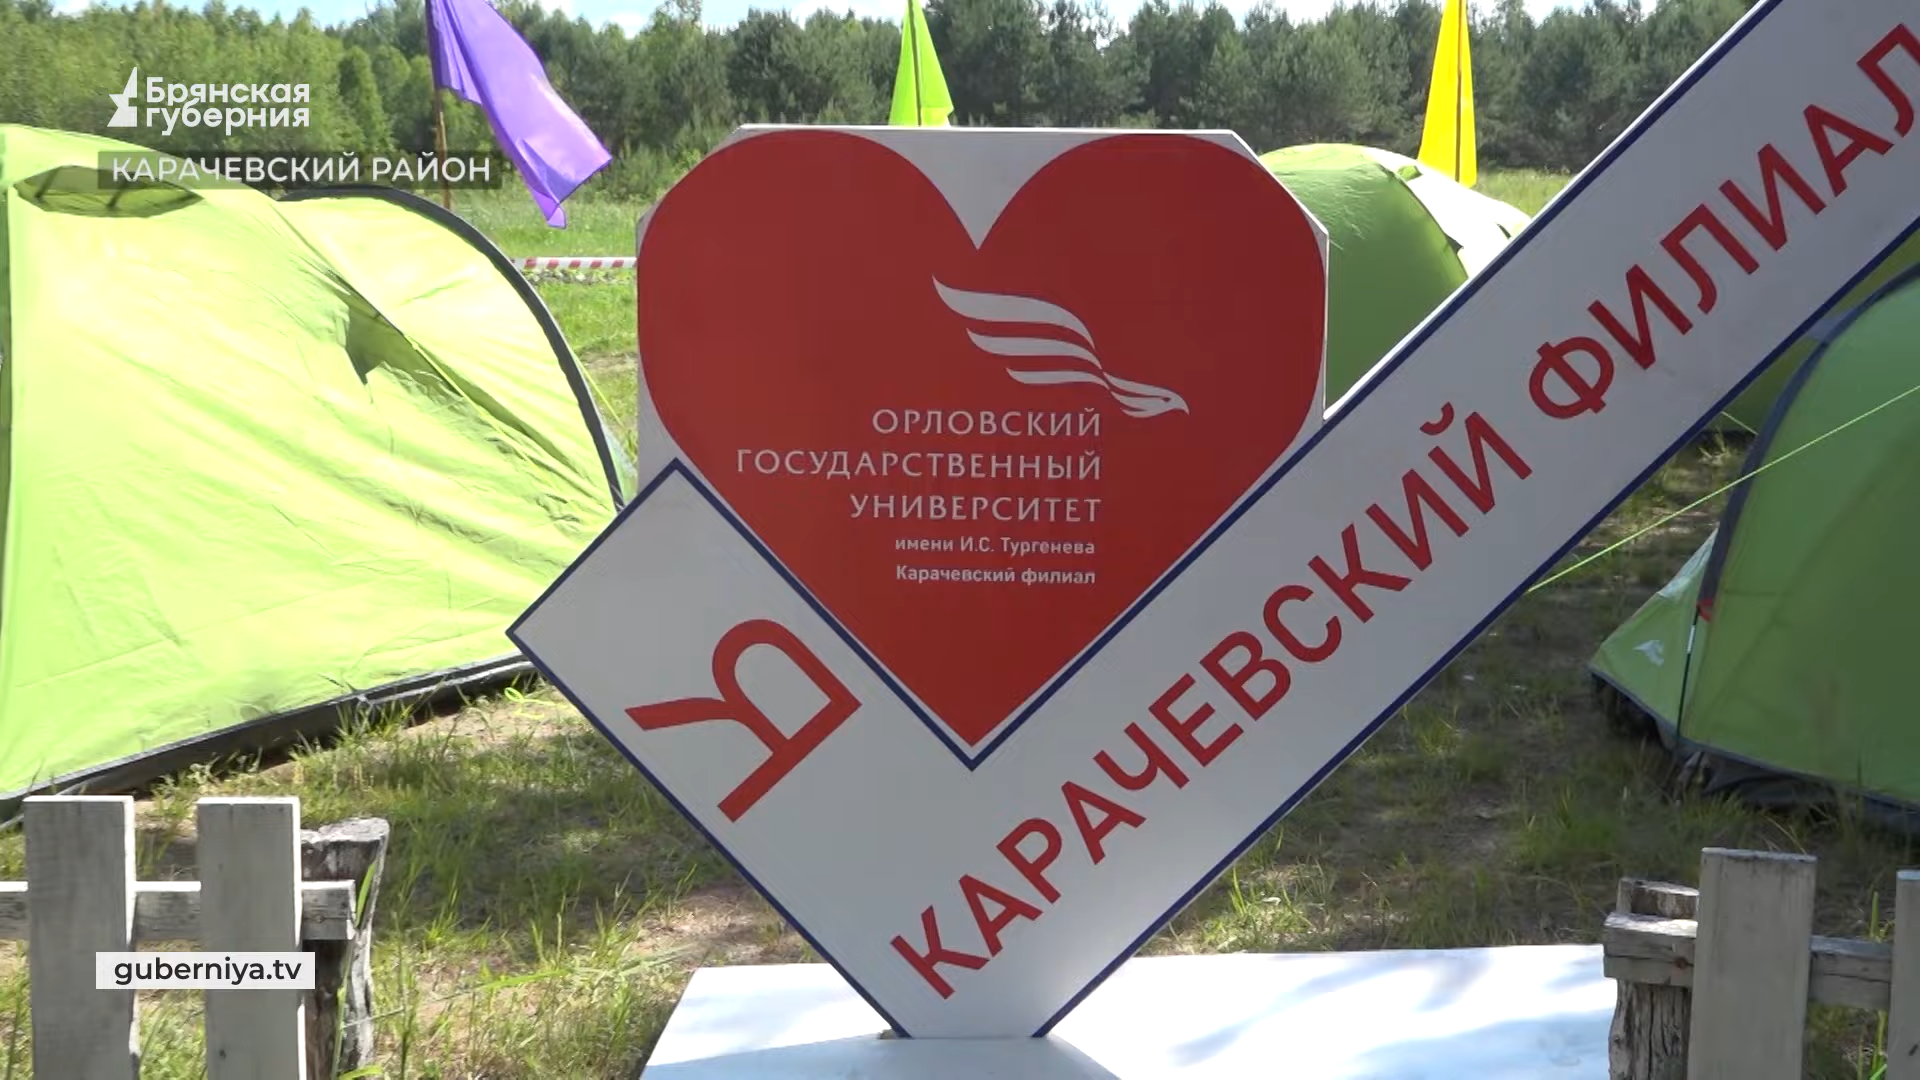 Брянская
губерния
КАРАЧЕВСКИЙ РАЙОН
ОРЛОВСКИЙ
ГОСУДАРСТВЕННЫЙ
УНИВЕРСИТЕТ
имени И.С. Тургенева
Карачевский филиал
Я
КАРАЧЕВСКИЙ ФИЛИАЛ
guberniya.tv